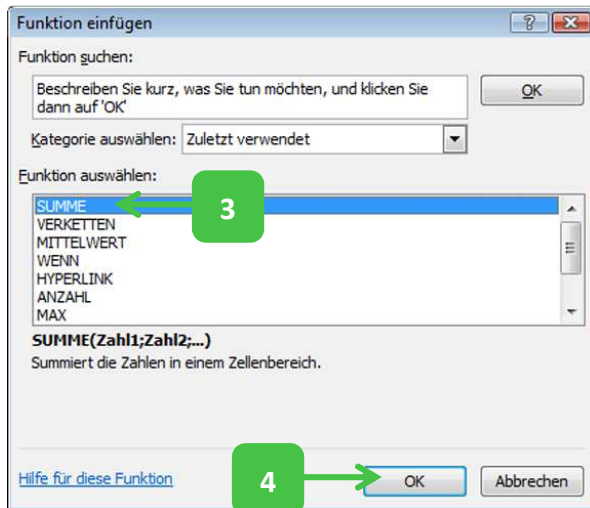 Funktion einfügen
Funktion suchen:
Beschreiben Sie kurz, was Sie tun möchten, und klicken Sie
dann auf 'OK'
OK
Kategorie auswählen: Zuletzt verwendet
Funktion auswählen:
SUMME
3
VERKETTEN
MITTELWERT
WENN
HYPERLINK
ANZAHL
MAX
SUMME(Zahl1;Zahl2;...)
Summiert die Zahlen in einem Zellenbereich.
Hilfe für diese Funktion
4
OK
Abbrechen